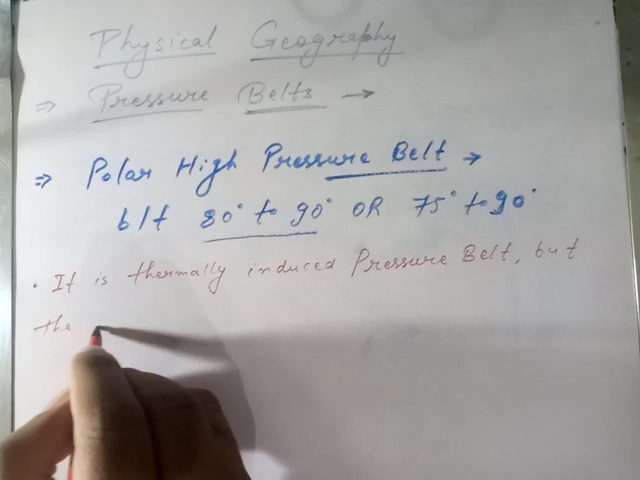 Physical Geography
⇒ Pressure Belts →
⇒ Polar High Pressure Belt →
b/t 80° to 90° OR 75° to 90°
• It is thermally induced Pressure Belt, but
the